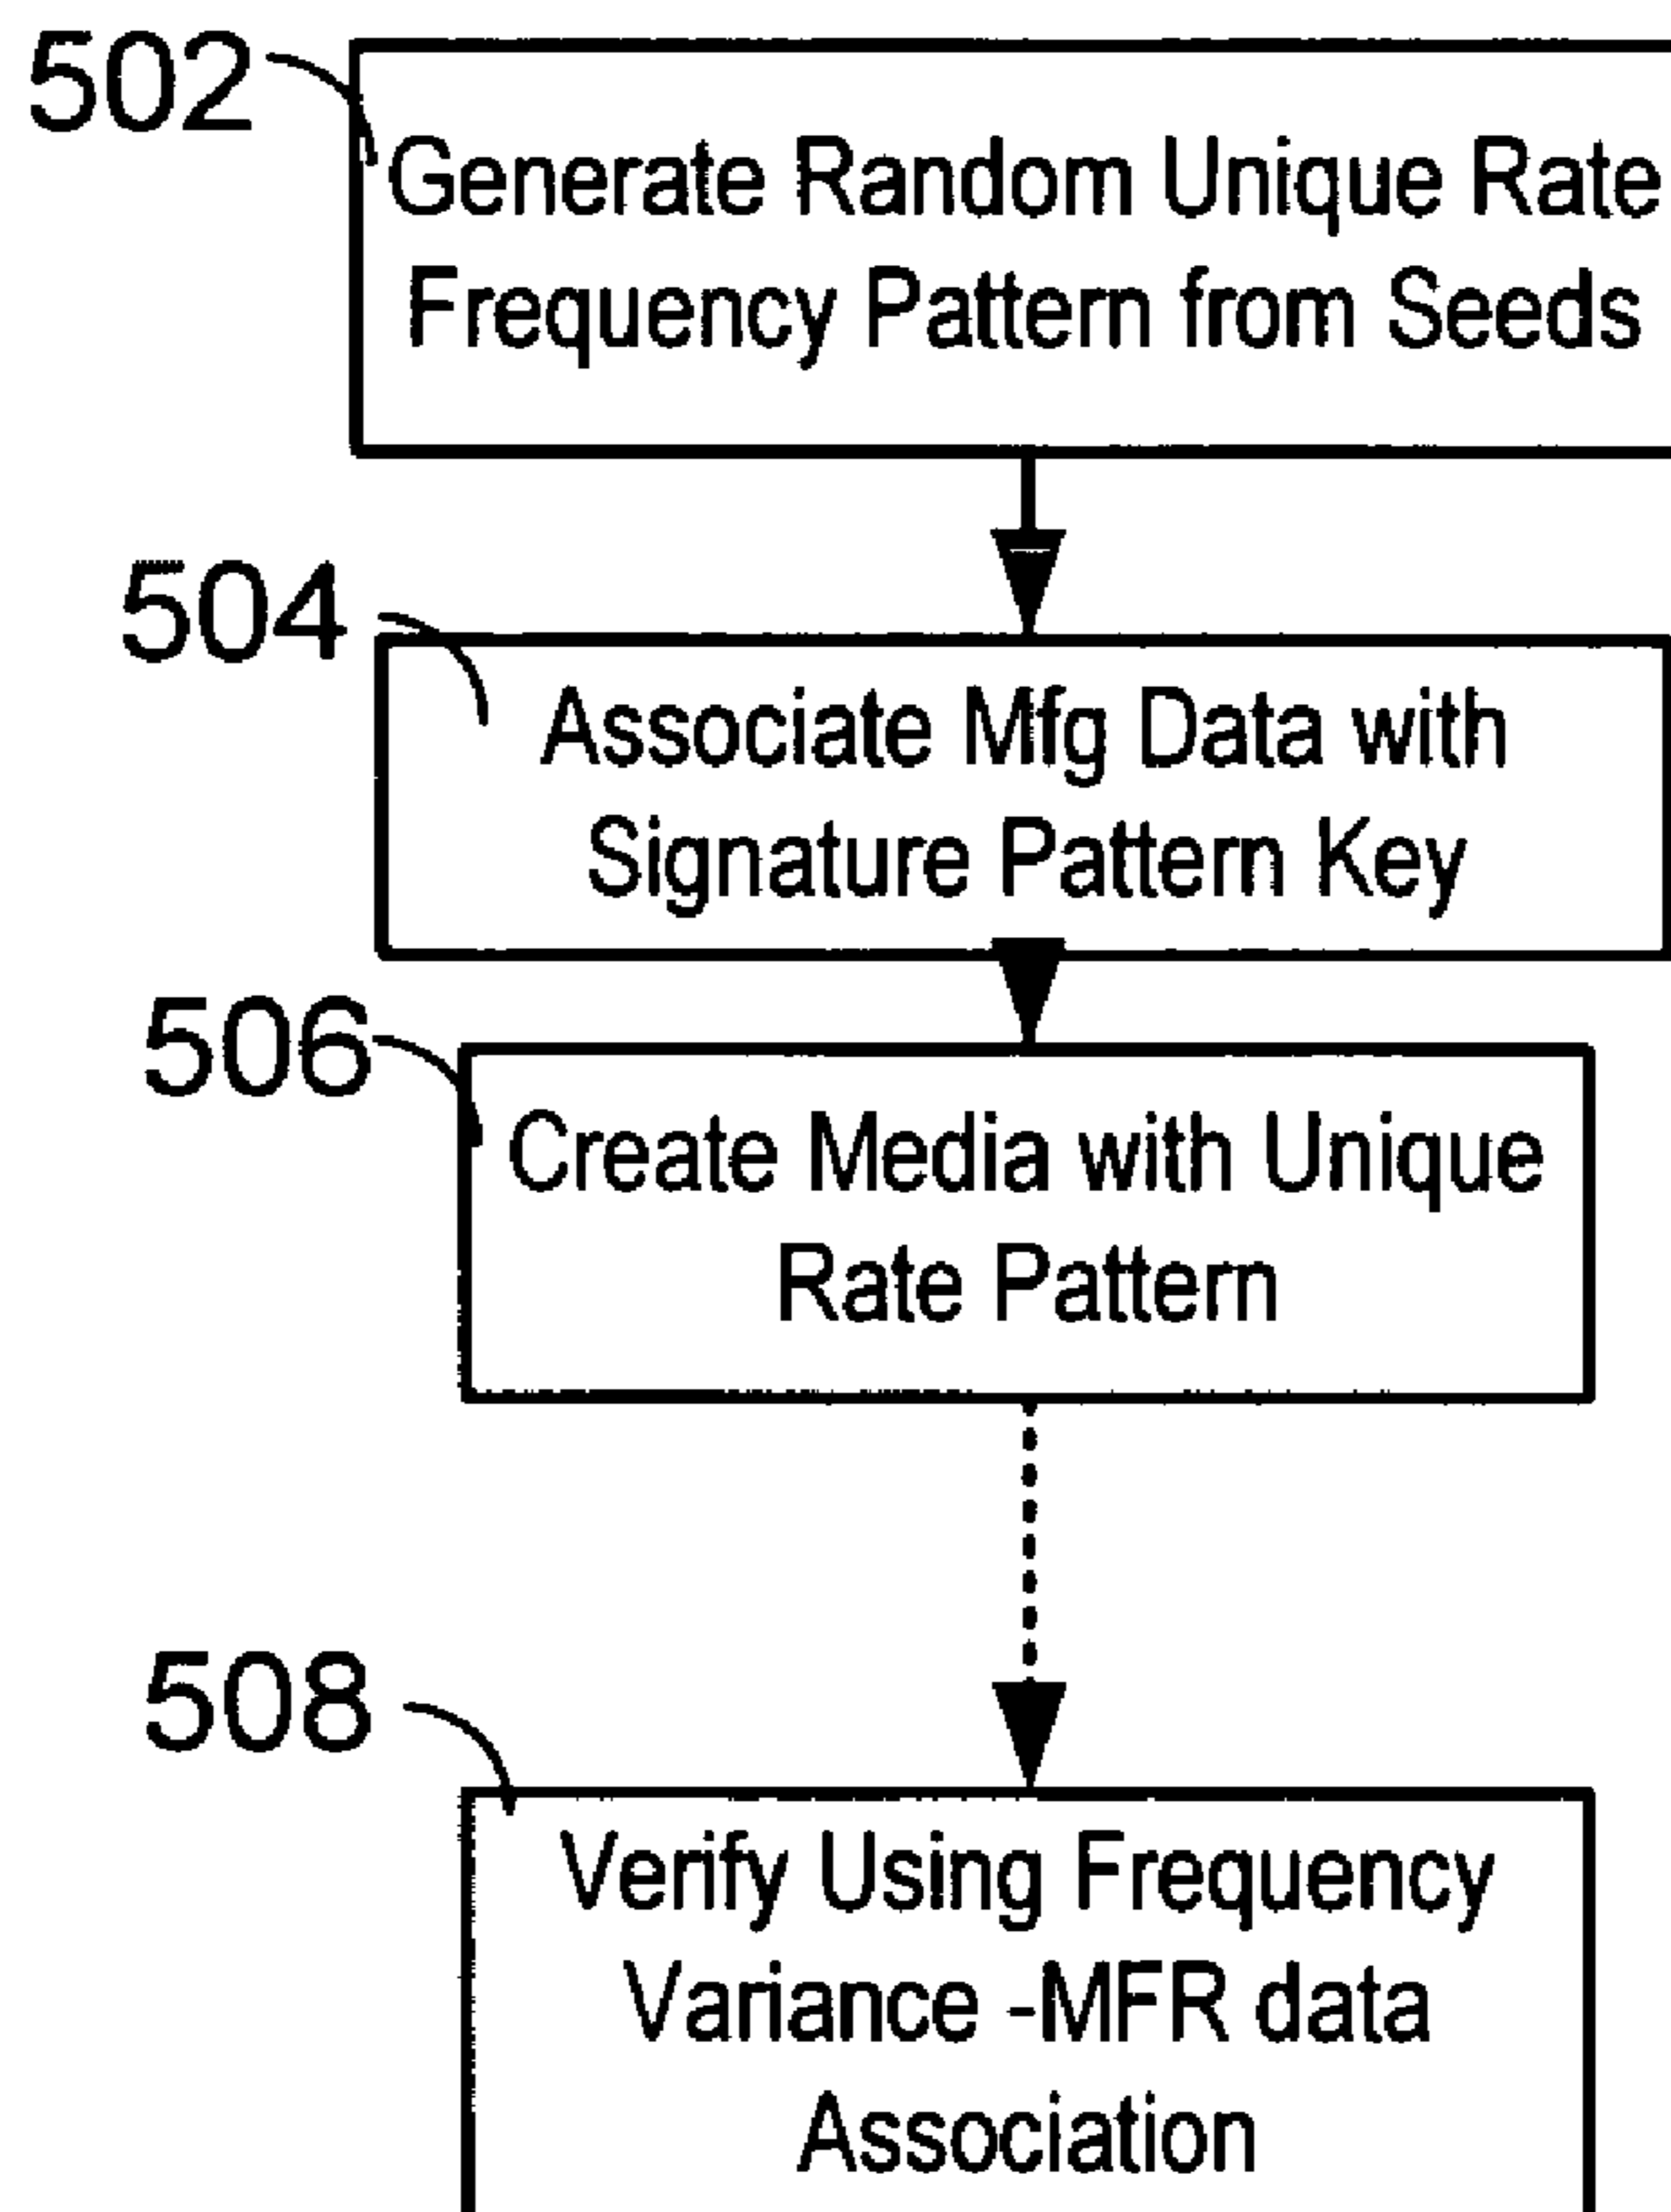 502
Generate Random Unique Rate
Frequency Pattern from Seeds
504
Associate Mfg Data with
Signature Pattern Key
506
Create Media with Unique
Rate Pattern
508
Verify Using Frequency
Variance -MFR data
Association